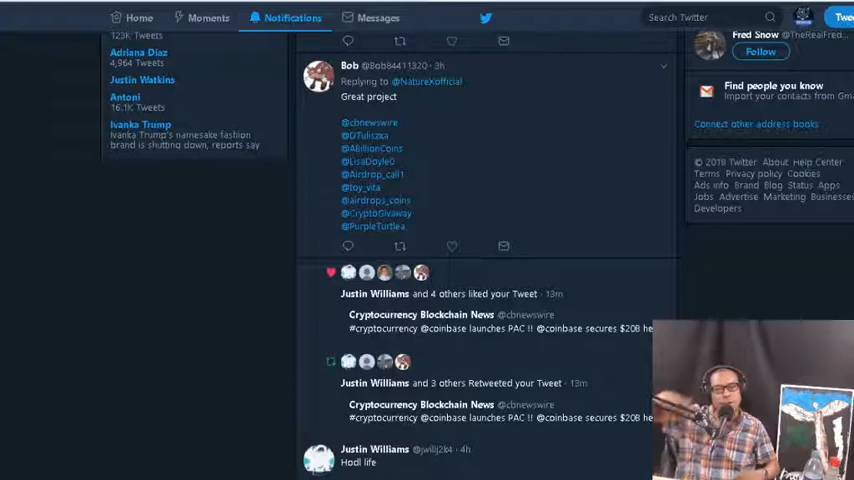 Home
Moments
Notifications
Messages
Search Twitter
123K Tweets
Adriana Diaz
4,964 Tweets
Justin Watkins
Antoni
16.1K Tweets
Ivanka Trump
Ivanka Trump's namesake fashion
brand is shutting down, reports say
Bob @Bob84411320 · 3h
Replying to @NatureXofficial
Great project
@cbnewswire
@DTuliszka
@ABillionCoins
@LisaDoyle0
@Airdrop_call1
@toy_vita
@airdrops_coins
@CryptoGivaway
@PurpleTurtlea
Justin Williams and 4 others liked your Tweet · 13m
Cryptocurrency Blockchain News @cbnewswire
#cryptocurrency @coinbase launches PAC !! @coinbase secures $20B he
Justin Williams and 3 others Retweeted your Tweet · 13m
Cryptocurrency Blockchain News @cbnewswire
#cryptocurrency @coinbase launches PAC !! @coinbase secures $20B he
Justin Williams @jwillj2k4 · 4h
Hodl life
Fred Snow @TheRealFred...
Follow
Find people you know
Import your contacts from Gma
Connect other address books
© 2018 Twitter About Help Center
Terms Privacy policy Cookies
Ads info Brand Blog Status Apps
Jobs Advertise Marketing Businesses
Developers